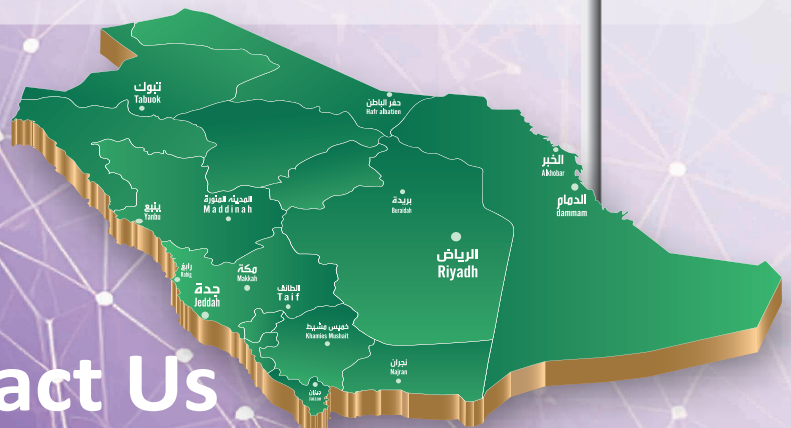 تبوك
Tabuok
حفر الباطن
Hafr albatien
الخبر
Alkhobar
الدمام
dammam
بريدة
Buraidah
المدينة المنورة
Maddinah
ينبع
Yanbu
الرياض
Riyadh
رابغ
Rabig
مكة
Makkah
جدة
Jeddah
الطائف
Taif
خميس مشيط
Khamies Mushait
نجران
Najran
act Us